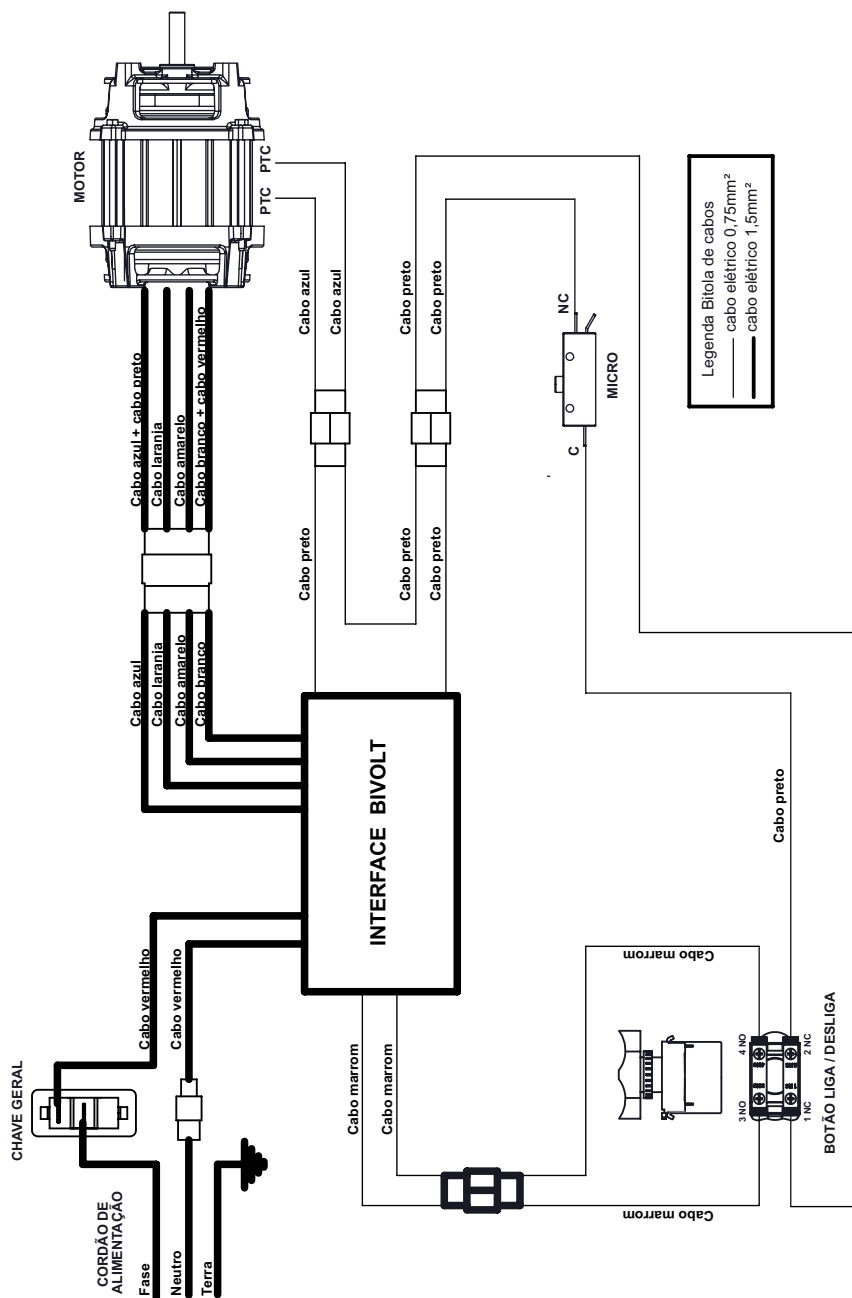 CHAVE GERAL
MOTOR
CORDÃO DE
ALIMENTAÇÃO
Fase
Neutro
Terra
Cabo vermelho
Cabo vermelho
Cabo azul
Cabo laranja
Cabo amarelo
Cabo branco
Cabo azul + cabo preto
Cabo laranja
Cabo amarelo
Cabo branco + cabo vermelho
PTC
PTC
INTERFACE BIVOLT
Cabo preto
Cabo azul
Cabo azul
Cabo preto
Cabo preto
Cabo preto
Cabo preto
Cabo marrom
Cabo marrom
C
NC
MICRO
Cabo marrom
Cabo marrom
Cabo preto
3 NO
4 NO
1 NC
2 NC
BOTÃO LIGA / DESLIGA
Legenda Bitola de cabos
cabo elétrico 0,75mm²
cabo elétrico 1,5mm²